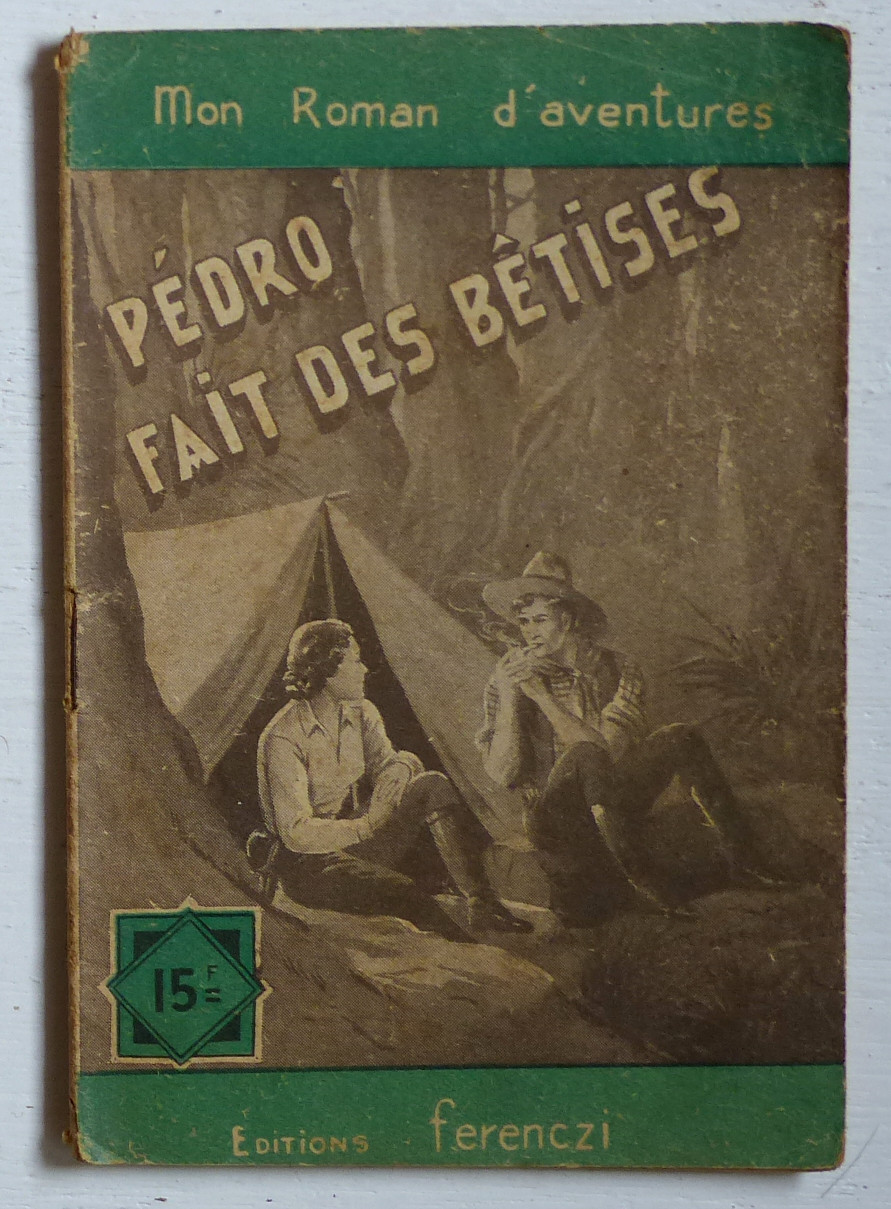 Mon Roman d'aventures
PÉDRO
FAIT DES BÊTISES
15F
EDITIONS ferenczi